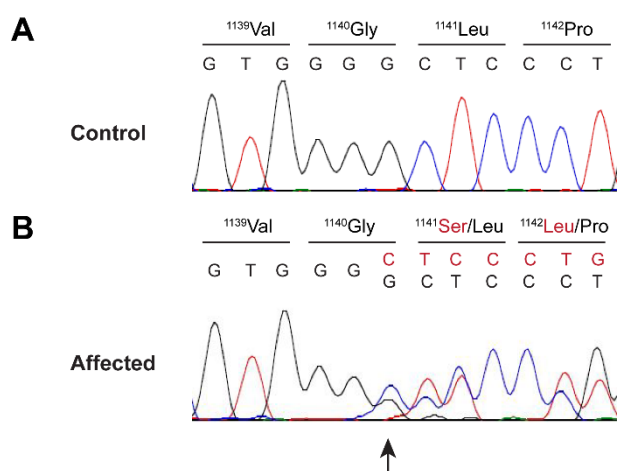 A
¹¹³⁹Val ¹¹⁴⁰Gly ¹¹⁴¹Leu ¹¹⁴²Pro
G T G G G G C T C C C T
Control
B
¹¹³⁹Val ¹¹⁴⁰Gly ¹¹⁴¹Ser/Leu ¹¹⁴²Leu/Pro
C T C C C T G
G T G G G G C T C C C T
Affected